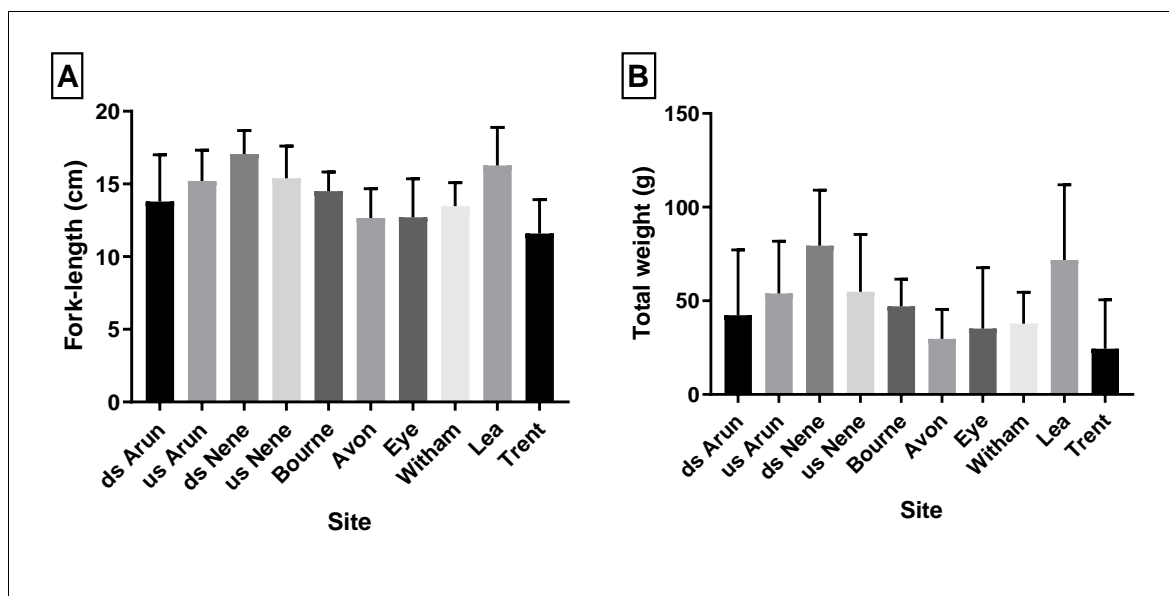 A
20
15
10
5
0
Fork-length (cm)
ds Arun
us Arun
ds Nene
us Nene
Bourne
Avon
Eye
Witham
Lea
Trent
Site
B
150
100
50
0
Total weight (g)
ds Arun
us Arun
ds Nene
us Nene
Bourne
Avon
Eye
Witham
Lea
Trent
Site